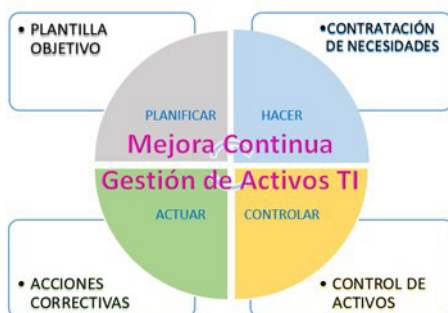 • PLANTILLA
OBJETIVO
•CONTRATACIÓN
DE NECESIDADES
PLANIFICAR
HACER
Mejora Continua
Gestión de Activos TI
ACTUAR
CONTROLAR
• ACCIONES
CORRECTIVAS
• CONTROL DE
ACTIVOS